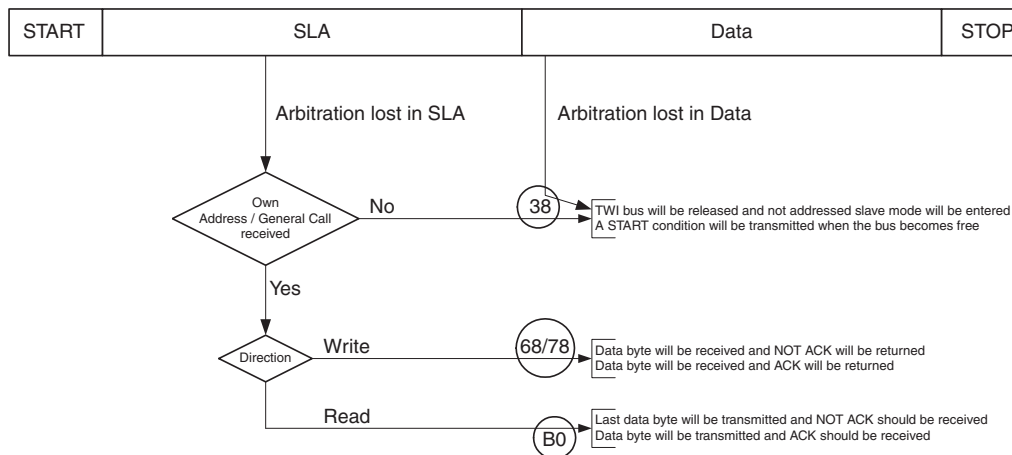 START SLA Data STOP
Arbitration lost in SLA Arbitration lost in Data
Own
Address / General Call
received
No
38
TWI bus will be released and not addressed slave mode will be entered
A START condition will be transmitted when the bus becomes free
Yes
Direction
Write
68/78
Data byte will be received and NOT ACK will be returned
Data byte will be received and ACK will be returned
Read
B0
Last data byte will be transmitted and NOT ACK should be received
Data byte will be transmitted and ACK should be received